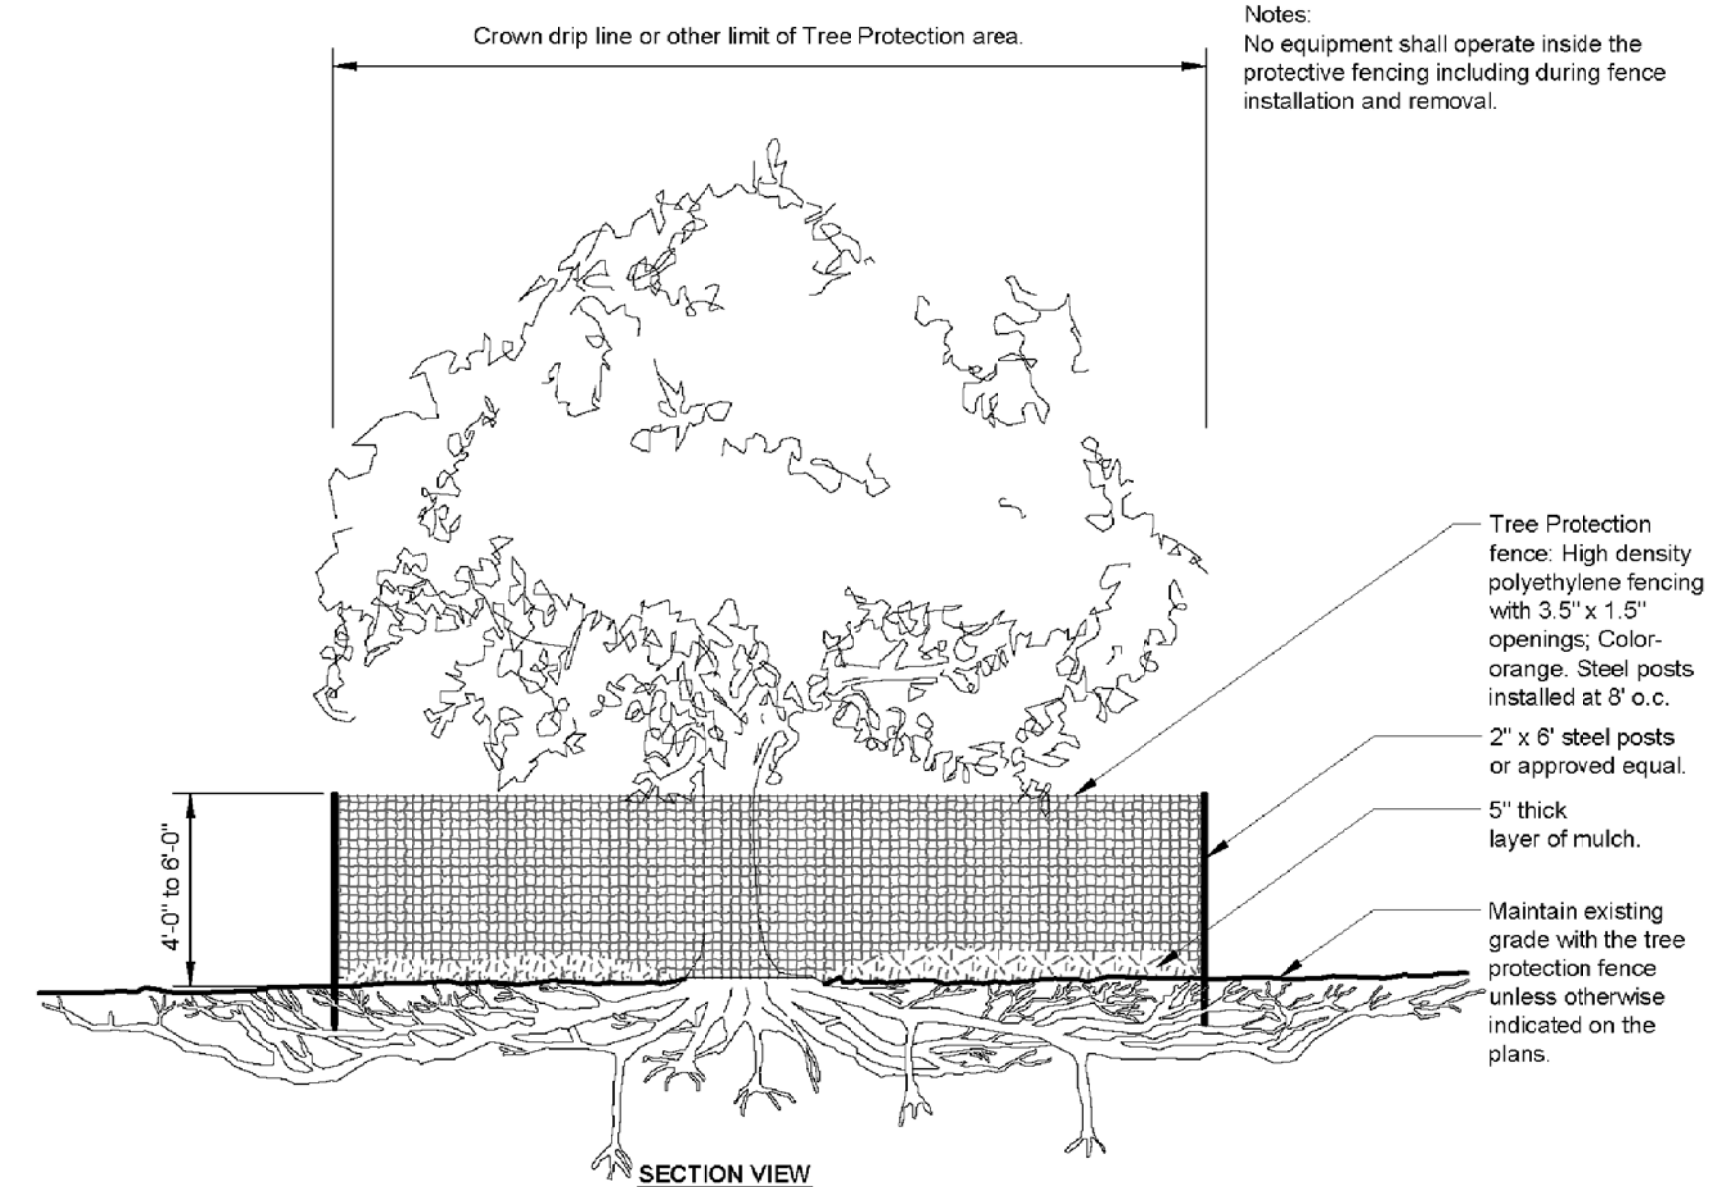 Crown drip line or other limit of Tree Protection area.
Notes:
No equipment shall operate inside the
protective fencing including during fence
installation and removal.
Tree Protection
fence: High density
polyethylene fencing
with 3.5" x 1.5"
openings; Color-
orange. Steel posts
installed at 8' o.c.
2" x 6' steel posts
or approved equal.
5" thick
layer of mulch.
4'-0" to 6'-0"
Maintain existing
grade with the tree
protection fence
unless otherwise
indicated on the
plans.
SECTION VIEW